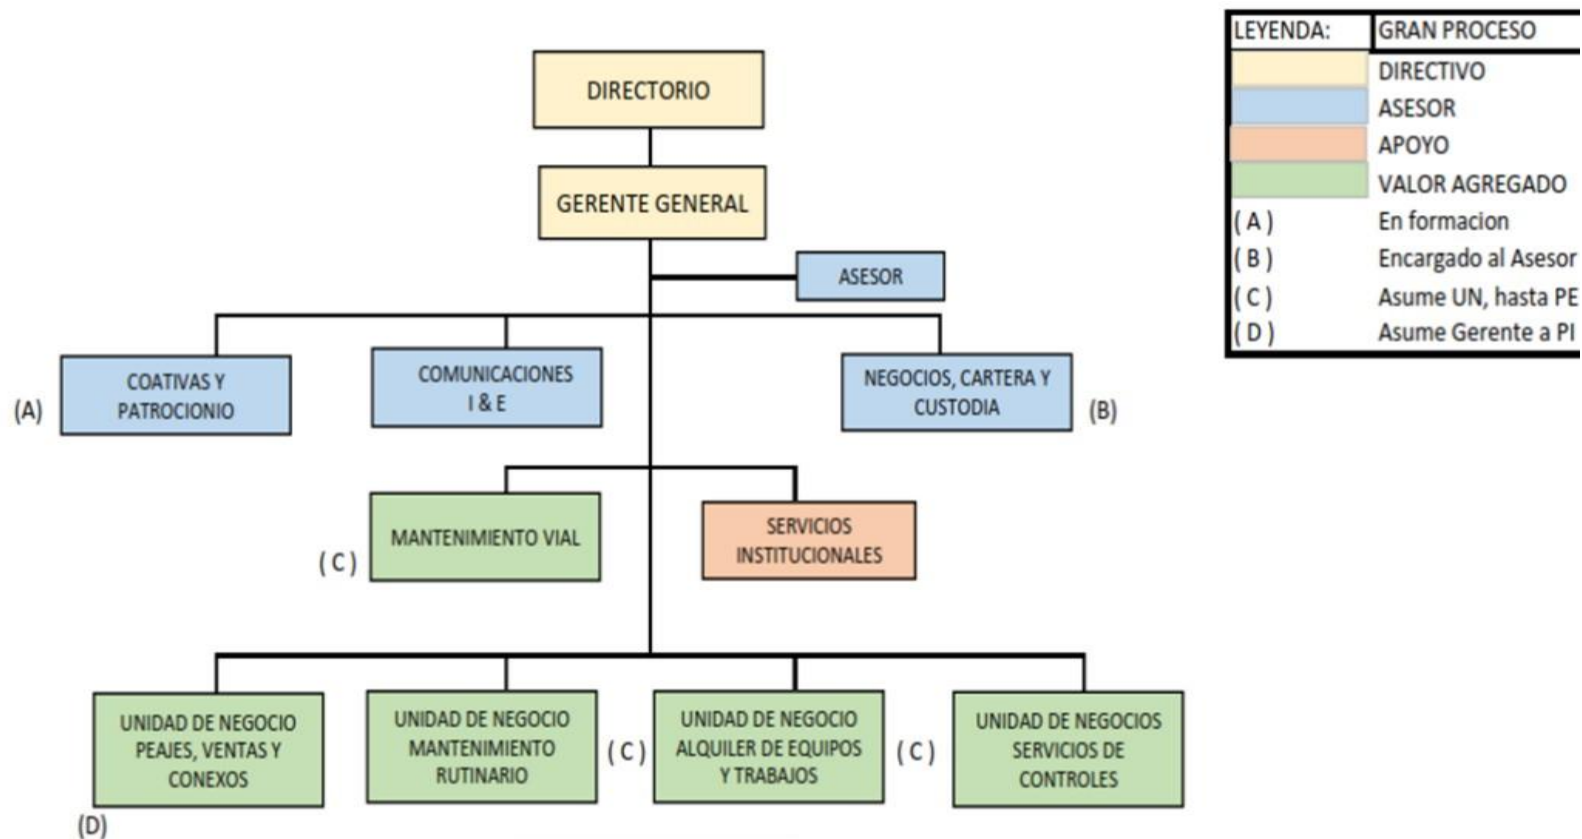 DIRECTORIO
GERENTE GENERAL
ASESOR
COATIVAS Y
PATROCIONIO
(A)
COMUNICACIONES
I & E
NEGOCIOS, CARTERA Y
CUSTODIA
(B)
MANTENIMIENTO VIAL
( C )
SERVICIOS
INSTITUCIONALES
UNIDAD DE NEGOCIO
PEAJES, VENTAS Y
CONEXOS
(D)
UNIDAD DE NEGOCIO
MANTENIMIENTO
RUTINARIO
( C )
UNIDAD DE NEGOCIO
ALQUILER DE EQUIPOS
Y TRABAJOS
( C )
UNIDAD DE NEGOCIOS
SERVICIOS DE
CONTROLES
LEYENDA: GRAN PROCESO
DIRECTIVO
ASESOR
APOYO
VALOR AGREGADO
( A ) En formacion
( B ) Encargado al Asesor
( C ) Asume UN, hasta PE
( D ) Asume Gerente a PI